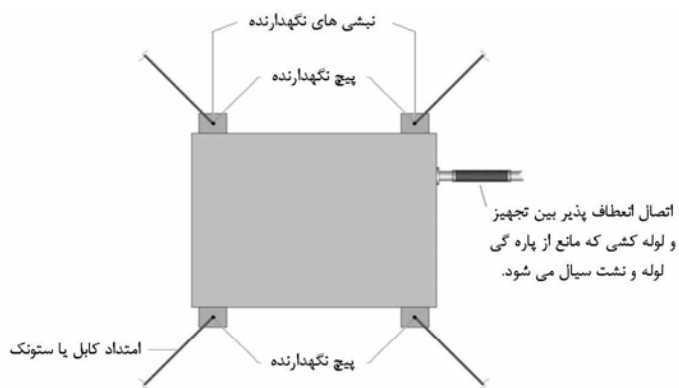 نبشی های نگهدارنده
پیچ نگهدارنده
اتصال انعطاف پذیر بین تجهیز
و لوله کشی که مانع از پاره گی
لوله و نشت سیال می شود.
امتداد کابل یا ستونک
پیچ نگهدارنده